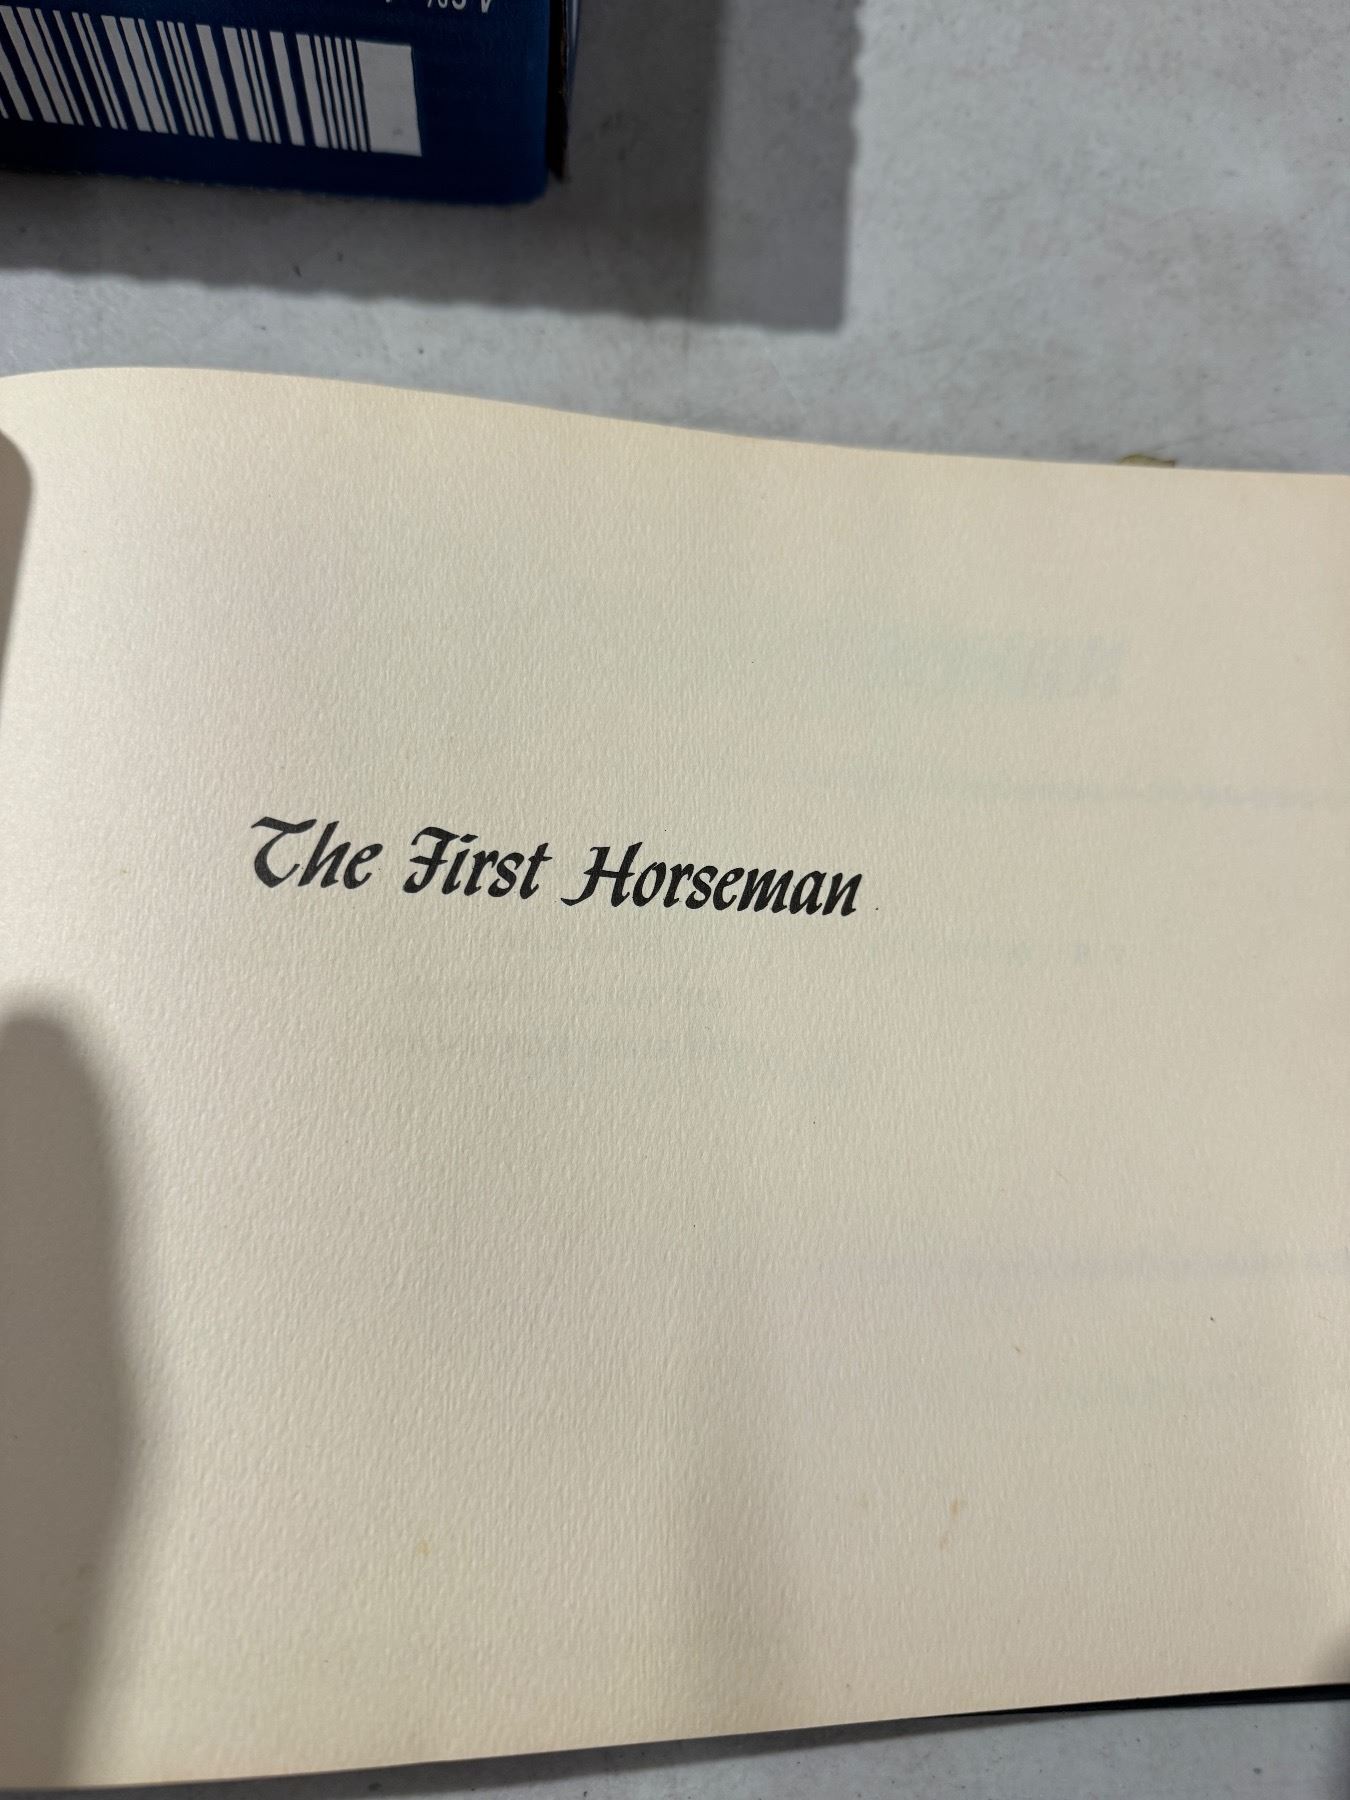 The First Horseman